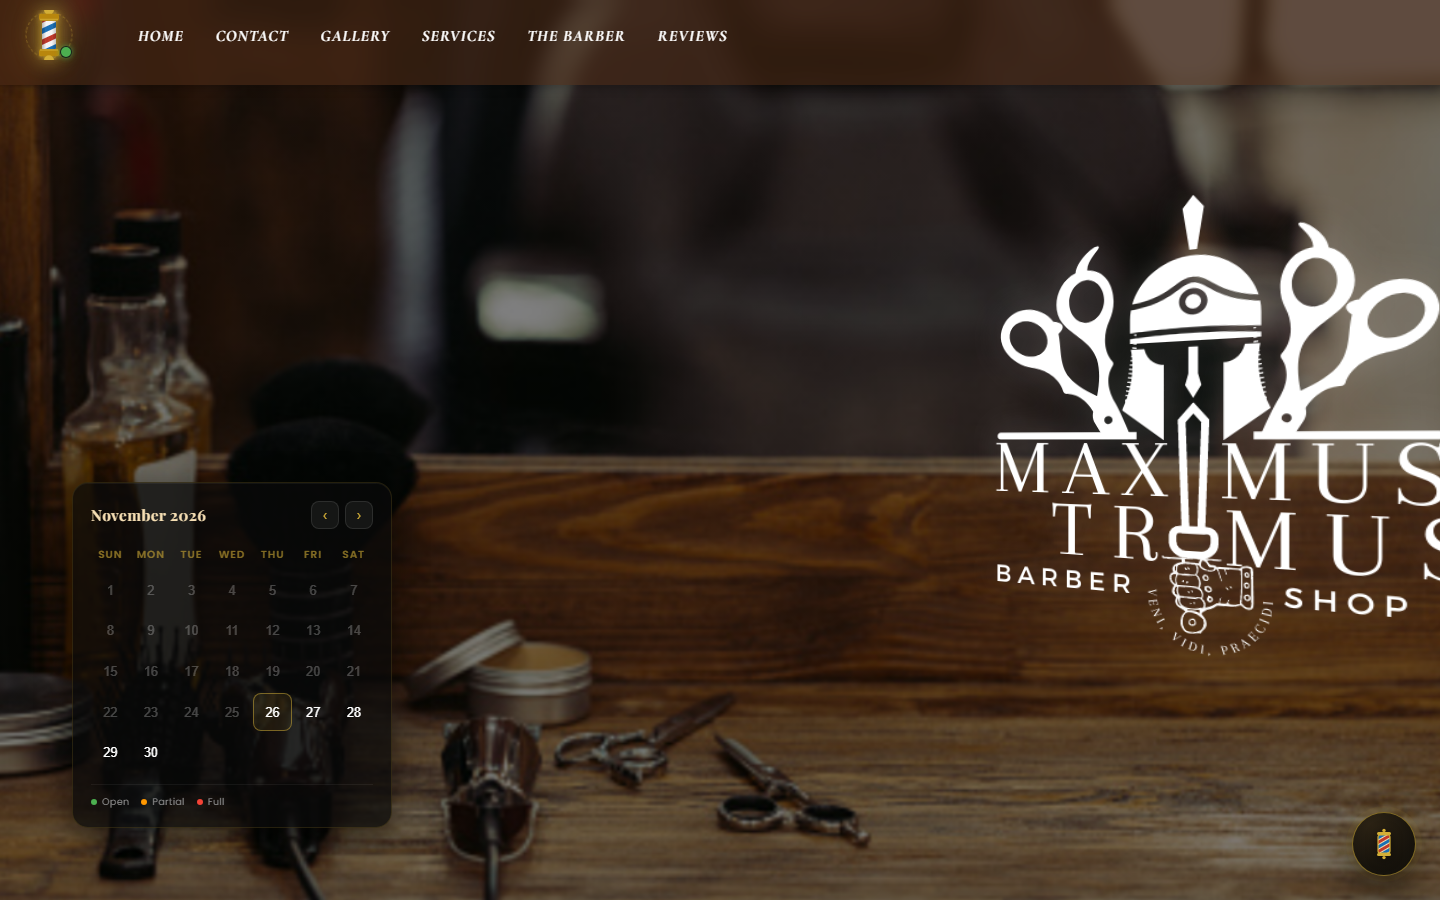 HOME CONTACT GALLERY SERVICES THE BARBER REVIEWS
MAXIMUS
TRIMUS
BARBER SHOP
VENI, VIDI, PRAECIDI
November 2026 ‹ ›
SUN MON TUE WED THU FRI SAT
1 2 3 4 5 6 7
8 9 10 11 12 13 14
15 16 17 18 19 20 21
22 23 24 25 26 27 28
29 30
Open Partial Full